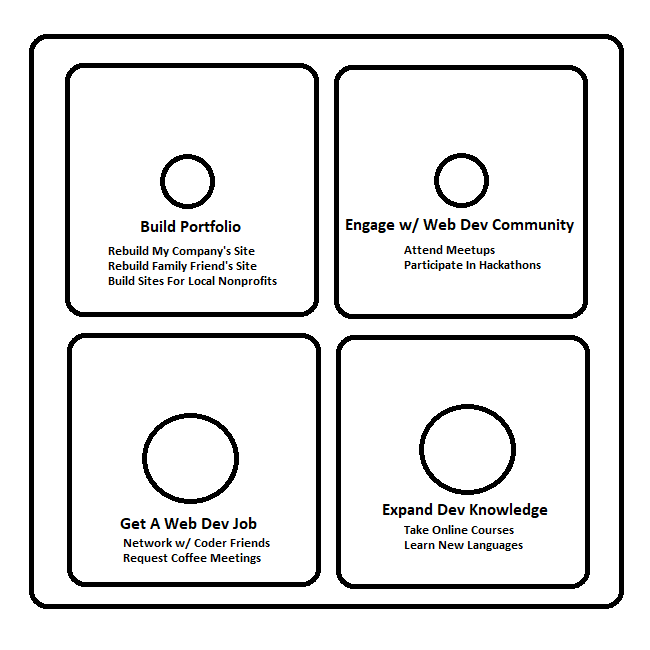 Build Portfolio
Rebuild My Company's Site
Rebuild Family Friend's Site
Build Sites For Local Nonprofits
Engage w/ Web Dev Community
Attend Meetups
Participate In Hackathons
Get A Web Dev Job
Network w/ Coder Friends
Request Coffee Meetings
Expand Dev Knowledge
Take Online Courses
Learn New Languages